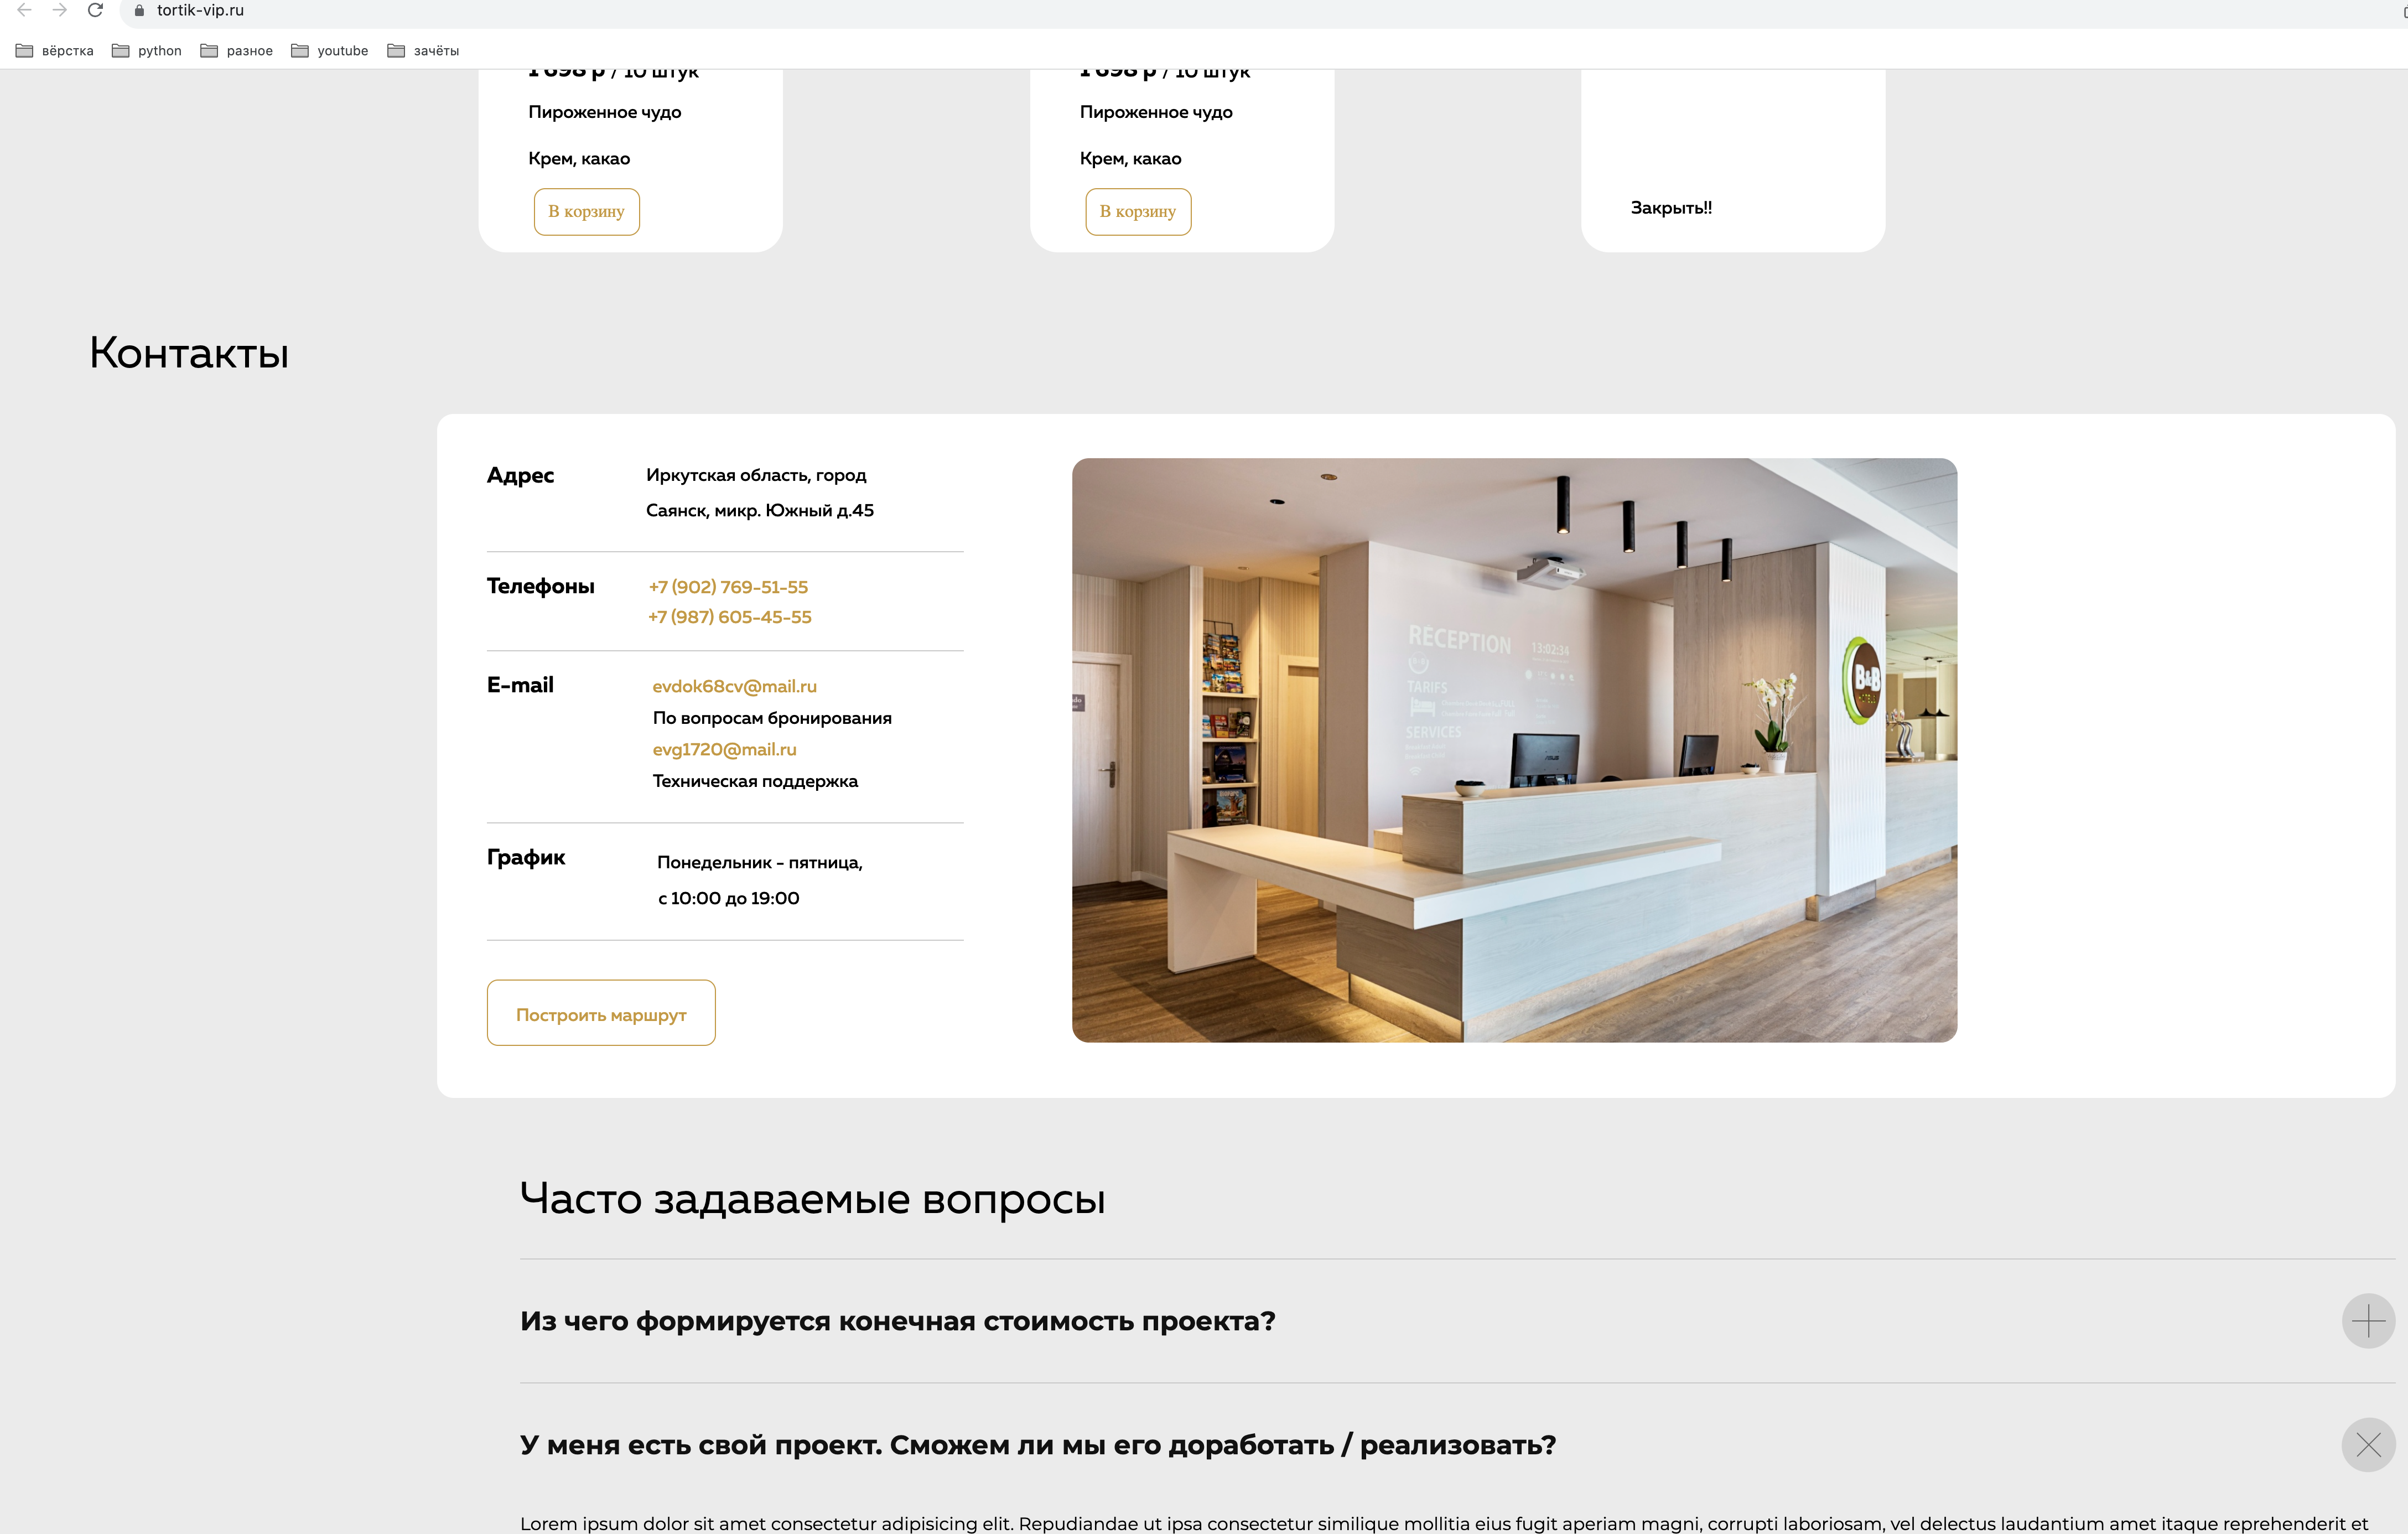 tortik-vip.ru
вёрстка python разное youtube зачёты
1 698 р / 10 штук
Пироженное чудо
Крем, какао
В корзину
1 698 р / 10 штук
Пироженное чудо
Крем, какао
В корзину
Закрыть!!
Контакты
Адрес
Иркутская область, город
Саянск, микр. Южный д.45
Телефоны
+7 (902) 769-51-55
+7 (987) 605-45-55
E-mail
evdok68cv@mail.ru
По вопросам бронирования
evg1720@mail.ru
Техническая поддержка
График
Понедельник - пятница,
с 10:00 до 19:00
Построить маршрут
RECEPTION
13:02:34
TARIFS
SERVICES
ASUS
B&B
Часто задаваемые вопросы
Из чего формируется конечная стоимость проекта?
У меня есть свой проект. Сможем ли мы его доработать / реализовать?
Lorem ipsum dolor sit amet consectetur adipisicing elit. Repudiandae ut ipsa consectetur similique mollitia eius fugit aperiam magni, corrupti laboriosam, vel delectus laudantium amet itaque reprehenderit et